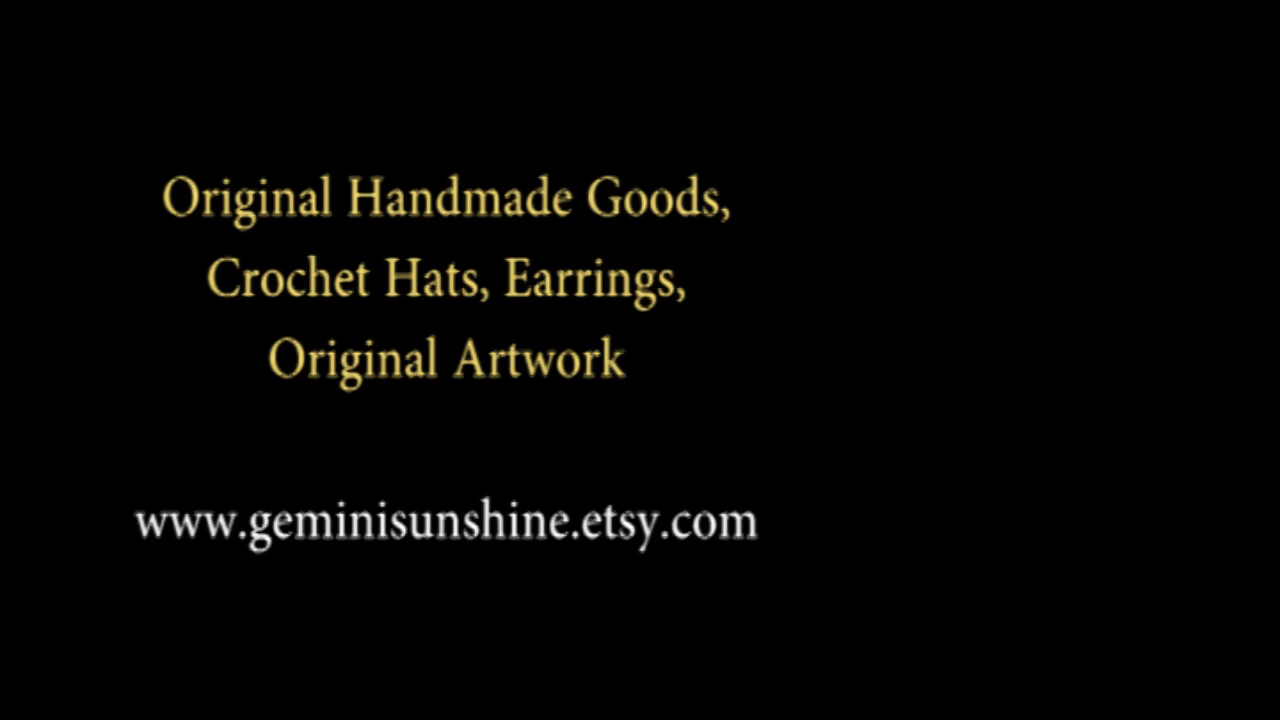 Original Handmade Goods,
Crochet Hats, Earrings,
Original Artwork
www.geminisunshine.etsy.com